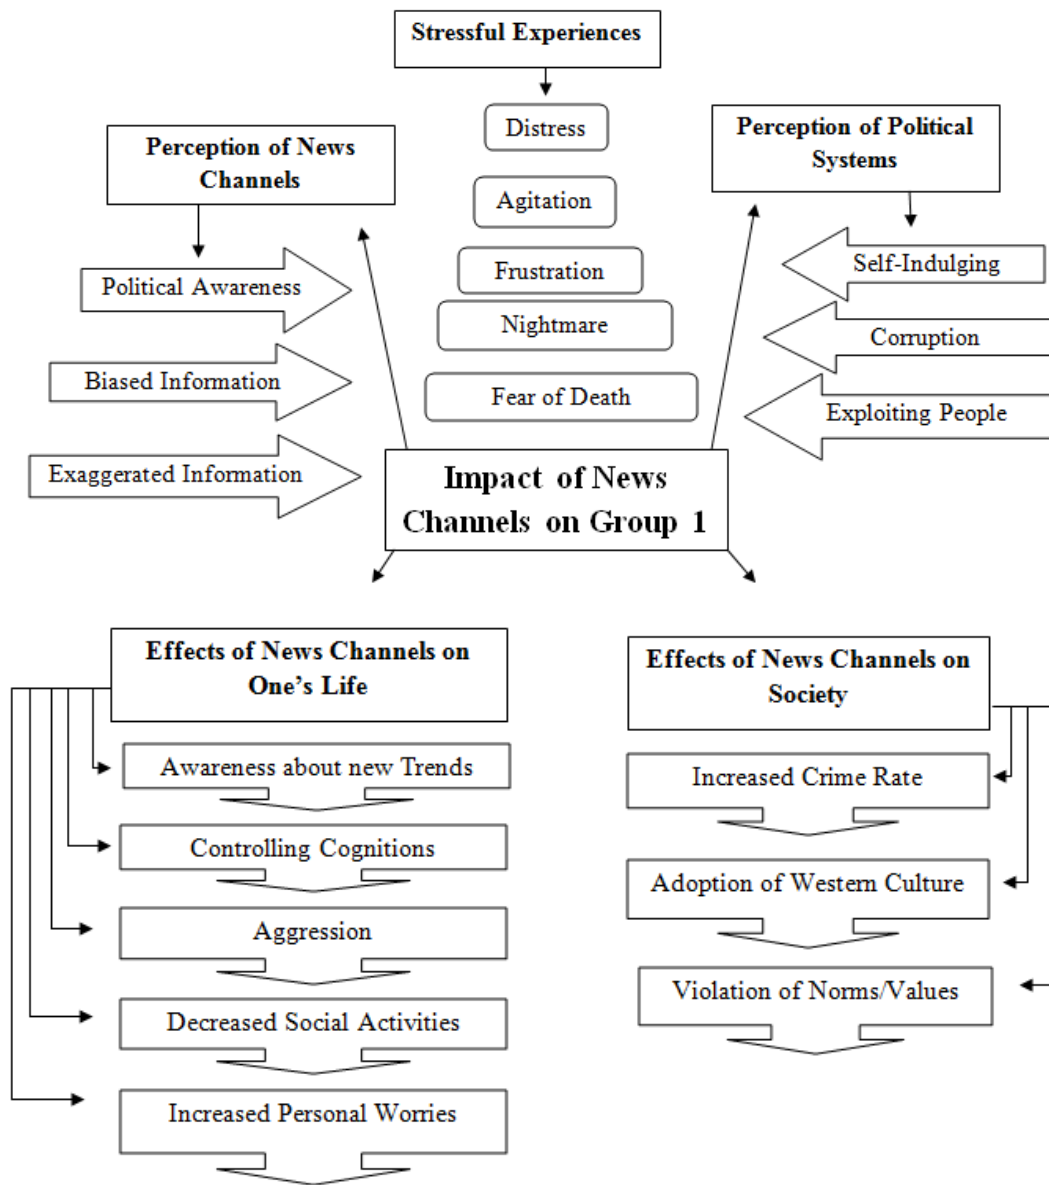 Stressful Experiences
Distress
Agitation
Frustration
Nightmare
Fear of Death
Perception of News
Channels
Political Awareness
Biased Information
Exaggerated Information
Perception of Political
Systems
Self-Indulging
Corruption
Exploiting People
Impact of News
Channels on Group 1
Effects of News Channels on
One’s Life
Awareness about new Trends
Controlling Cognitions
Aggression
Decreased Social Activities
Increased Personal Worries
Effects of News Channels on
Society
Increased Crime Rate
Adoption of Western Culture
Violation of Norms/Values